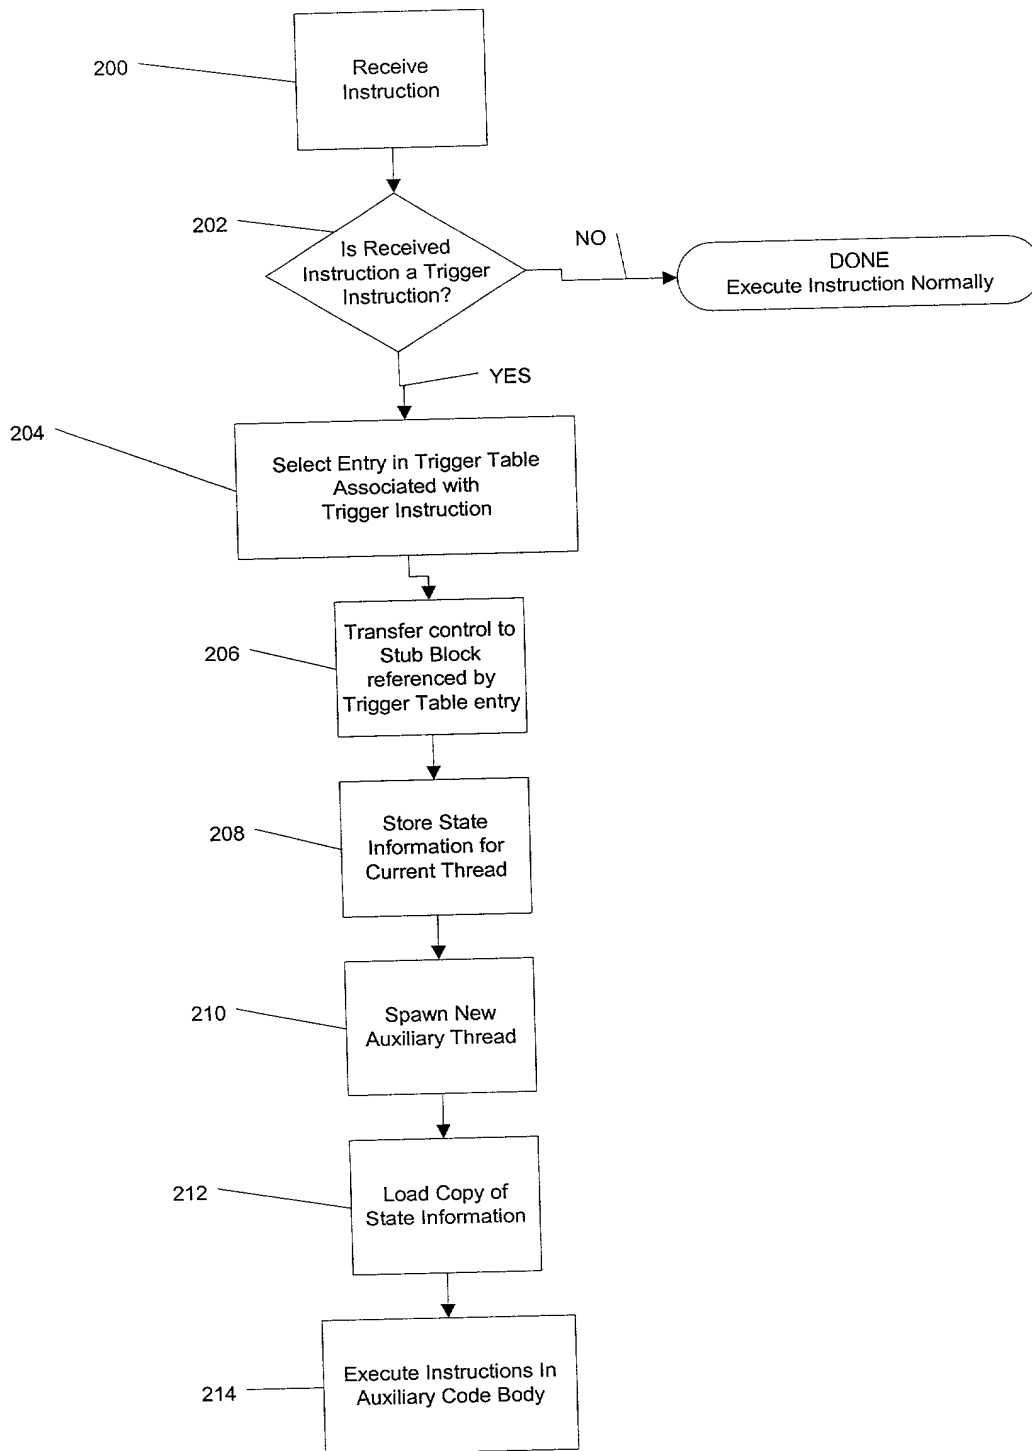 200
Receive
Instruction
202
Is Received
Instruction a Trigger
Instruction?
NO
DONE
Execute Instruction Normally
YES
204
Select Entry in Trigger Table
Associated with
Trigger Instruction
206
Transfer control to
Stub Block
referenced by
Trigger Table entry
208
Store State
Information for
Current Thread
210
Spawn New
Auxiliary Thread
212
Load Copy of
State Information
214
Execute Instructions In
Auxiliary Code Body